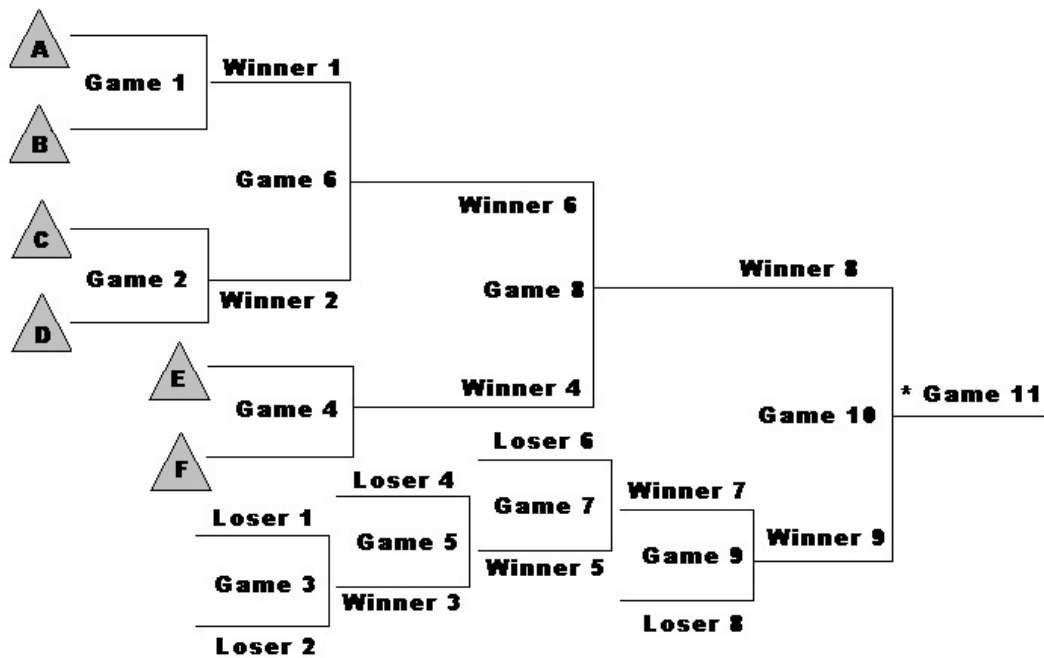 A
Winner 1
Game 1
B
Game 6
Winner 6
C
Winner 8
Game 2
Game 8
Winner 2
D
E
Winner 4
* Game 11
Game 4
Game 10
Loser 6
F
Loser 4
Winner 7
Game 7
Loser 1
Game 5
Winner 9
Game 9
Winner 5
Game 3
Winner 3
Loser 8
Loser 2